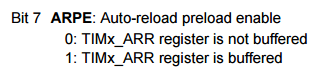 Bit 7 ARPE: Auto-reload preload enable
0: TIMx_ARR register is not buffered
1: TIMx_ARR register is buffered